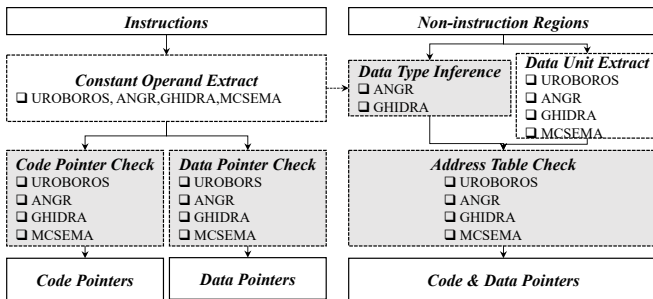 Instructions
Non-instruction Regions
Constant Operand Extract
❑ UROBOROS, ANGR,GHIDRA,MCSEMA
Data Type Inference
❑ ANGR
❑ GHIDRA
Data Unit Extract
❑ UROBOROS
❑ ANGR
❑ GHIDRA
❑ MCSEMA
Code Pointer Check
❑ UROBOROS
❑ ANGR
❑ GHIDRA
❑ MCSEMA
Data Pointer Check
❑ UROBORS
❑ ANGR
❑ GHIDRA
❑ MCSEMA
Address Table Check
❑ UROBOROS
❑ ANGR
❑ GHIDRA
❑ MCSEMA
Code Pointers
Data Pointers
Code & Data Pointers